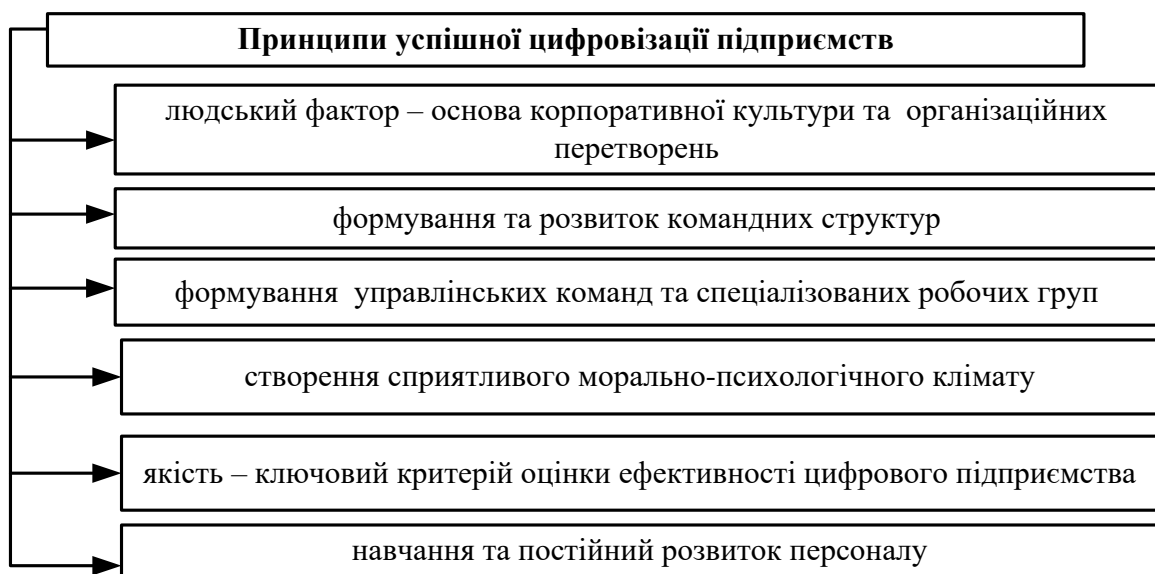 Принципи успішної цифровізації підприємств
людський фактор – основа корпоративної культури та організаційних
перетворень
формування та розвиток командних структур
формування управлінських команд та спеціалізованих робочих груп
створення сприятливого морально-психологічного клімату
якість – ключовий критерій оцінки ефективності цифрового підприємства
навчання та постійний розвиток персоналу